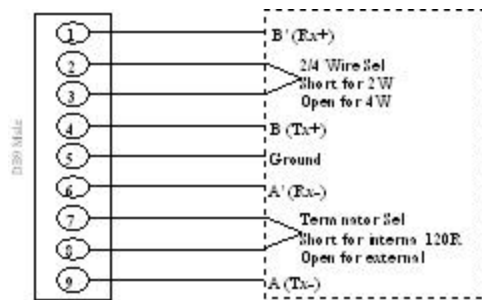 DB9 Male
1
B' (Rx+)
2
2/4 Wire Sel
3
Short for 2W
Open for 4W
4
B (Tx+)
5
Ground
6
A' (Rx-)
7
Terminator Sel
Short for internal 120R
8
Open for external
9
A (Tx-)